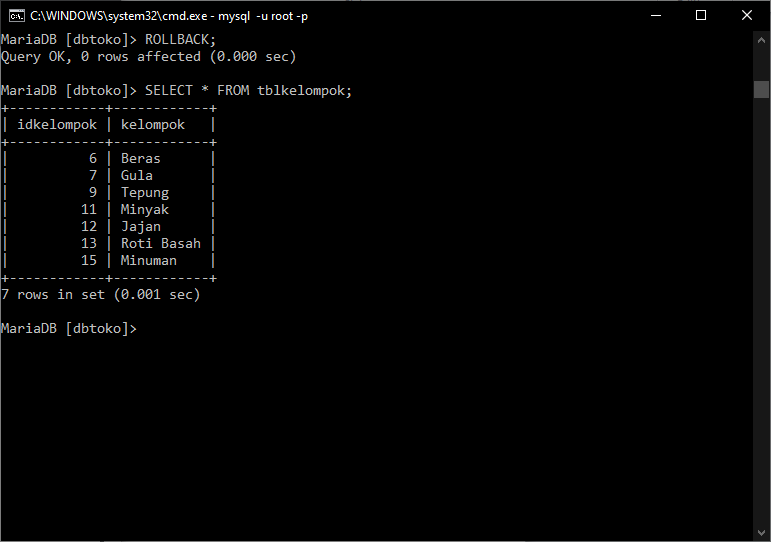 C:\WINDOWS\system32\cmd.exe - mysql  -u root -p
MariaDB [dbtoko]> ROLLBACK;
Query OK, 0 rows affected (0.000 sec)

MariaDB [dbtoko]> SELECT * FROM tblkelompok;
+------------+------------+
| idkelompok | kelompok   |
+------------+------------+
|          6 | Beras      |
|          7 | Gula       |
|          9 | Tepung     |
|         11 | Minyak     |
|         12 | Jajan      |
|         13 | Roti Basah |
|         15 | Minuman    |
+------------+------------+
7 rows in set (0.001 sec)

MariaDB [dbtoko]>